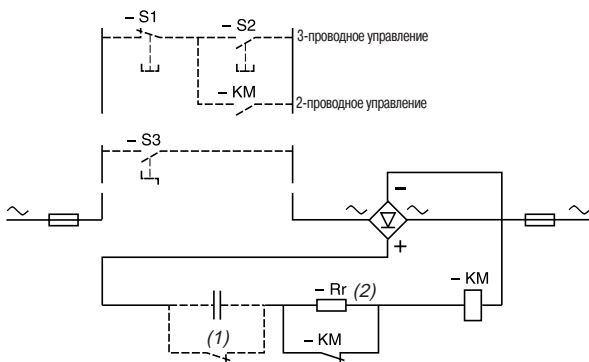 – S1
– S2
3-проводное управление
– KM
2-проводное управление
– S3
–
+
– Rr (2)
– KM
(1)
– KM